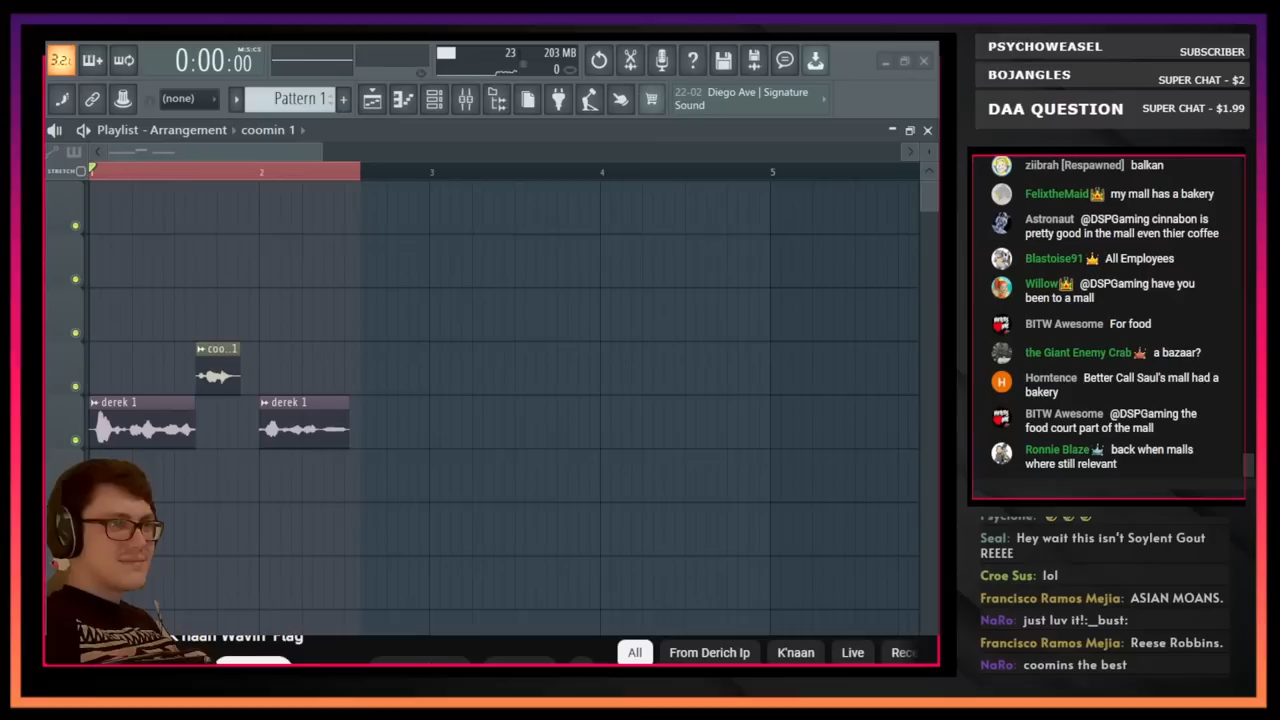 3.2:
0:00:00
M:S:CS
23
203 MB
0
(none)
Pattern 1
22-02 Diego Ave | Signature
Sound
Playlist - Arrangement
coomin 1
STRETCH
2
3
4
5
coo..1
derek 1
derek 1
All
From Derich Ip
K'naan
Live
PSYCHOWEASEL
SUBSCRIBER
BOJANGLES
SUPER CHAT - $2
DAA QUESTION
SUPER CHAT - $1.99
ziibrah [Respawned] balkan
FelixtheMaid my mall has a bakery
Astronaut @DSPGaming cinnabon is
pretty good in the mall even thier coffee
Blastoise91 All Employees
Willow @DSPGaming have you
been to a mall
BITW Awesome For food
the Giant Enemy Crab a bazaar?
Horntence Better Call Saul's mall had a
bakery
BITW Awesome @DSPGaming the
food court part of the mall
Ronnie Blaze back when malls
where still relevant
Psyclone:
Seal: Hey wait this isn't Soylent Gout
REEEE
Croe Sus: lol
Francisco Ramos Mejia: ASIAN MOANS.
NaRo: just luv it!:_bust:
Francisco Ramos Mejia: Reese Robbins.
NaRo: coomins the best